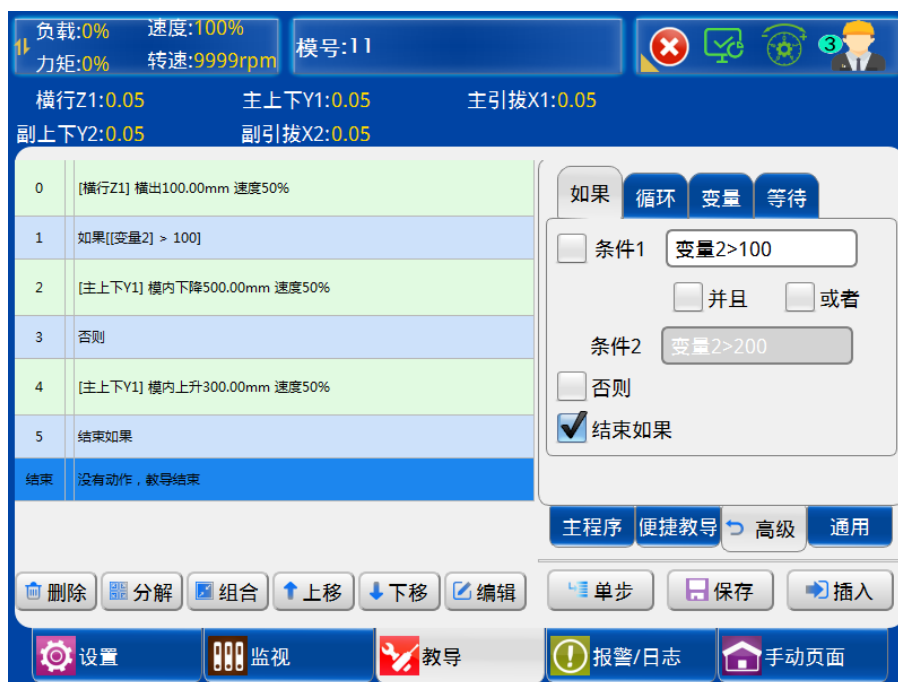 负载:0% 速度:100%
力矩:0% 转速:9999rpm
模号:11
3
横行Z1:0.05 主上下Y1:0.05 主引拔X1:0.05
副上下Y2:0.05 副引拔X2:0.05
0 [横行Z1] 横出100.00mm 速度50%
1 如果[[变量2] > 100]
2 [主上下Y1] 模内下降500.00mm 速度50%
3 否则
4 [主上下Y1] 模内上升300.00mm 速度50%
5 结束如果
结束 没有动作，教导结束
如果 循环 变量 等待
条件1 变量2>100
并且 或者
条件2 变量2>200
否则
结束如果
主程序 便捷教导 高级 通用
删除 分解 组合 上移 下移 编辑 单步 保存 插入
设置 监视 教导 报警/日志 手动页面